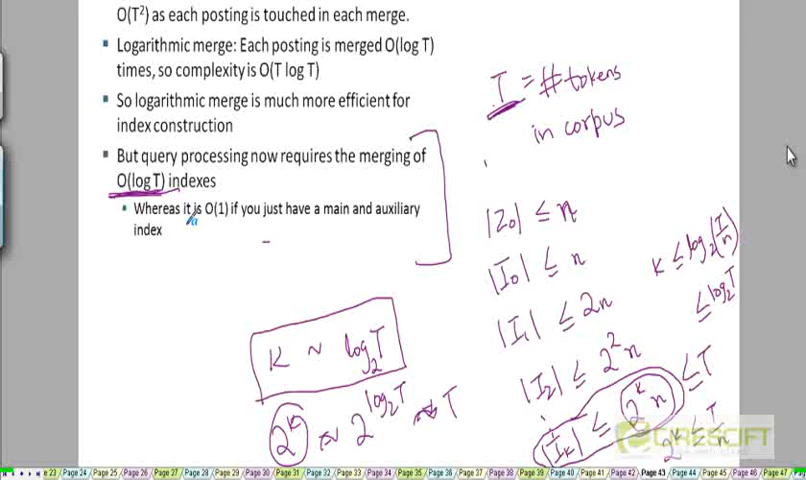 O(T²) as each posting is touched in each merge.
Logarithmic merge: Each posting is merged O(log T)
times, so complexity is O(T log T)
So logarithmic merge is much more efficient for
index construction
But query processing now requires the merging of
O(log T) indexes
Whereas it is O(1) if you just have a main and auxiliary
index
T = # tokens
in corpus
|Z₀| ≤ n
|I₀| ≤ n
|I₁| ≤ 2n
|I₂| ≤ 2² n
|Iₖ| ≤ 2ᵏ n ≤ T
2ᵏ ≤ T/n
K ≤ log₂(T/n)
≤ log₂T
K ~ log₂T
2ᵏ ≈ 2^log₂T ≈ T
Page 24 Page 25 Page 26 Page 27 Page 28 Page 29 Page 30 Page 31 Page 32 Page 33 Page 34 Page 35 Page 36 Page 37 Page 38 Page 39 Page 40 Page 41 Page 42 Page 43 Page 44 Page 45 Page 46 Page 47